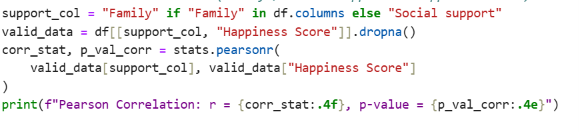 support_col = "Family" if "Family" in df.columns else "Social support"
valid_data = df[[support_col, "Happiness Score"]].dropna()
corr_stat, p_val_corr = stats.pearsonr(
    valid_data[support_col], valid_data["Happiness Score"]
)
print(f"Pearson Correlation: r = {corr_stat:.4f}, p-value = {p_val_corr:.4e}")